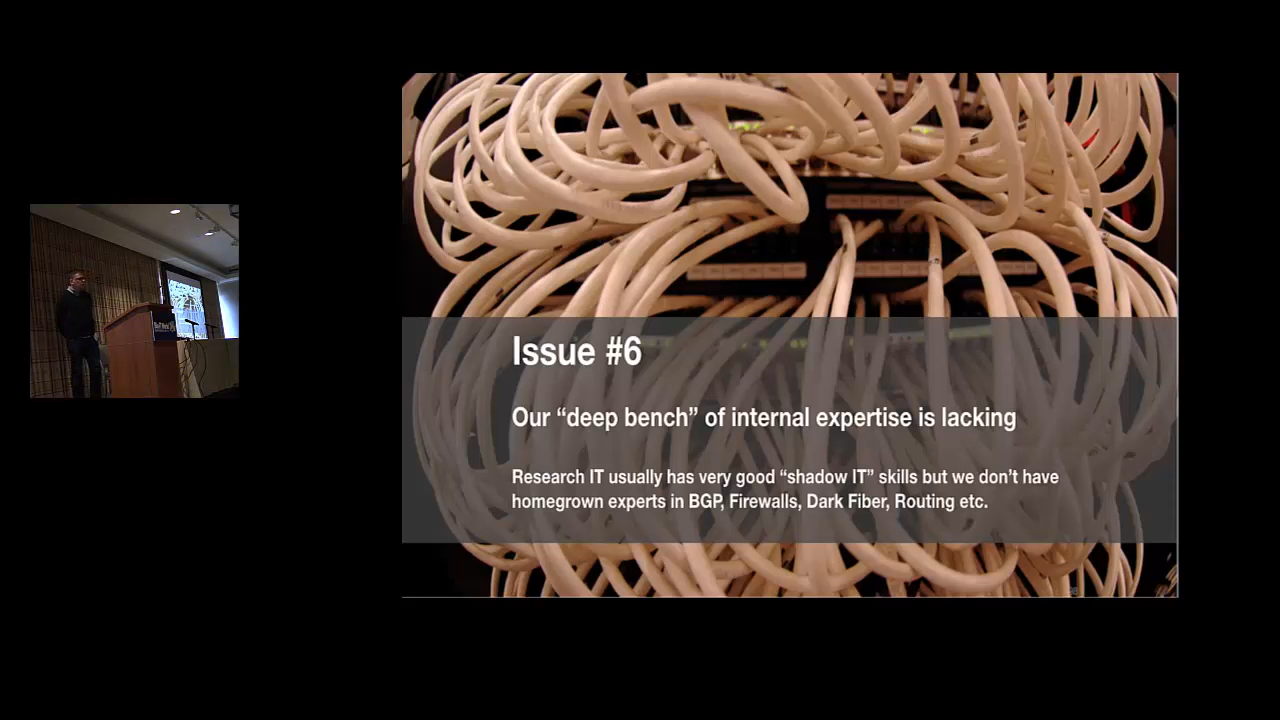 Issue #6
Our “deep bench” of internal expertise is lacking
Research IT usually has very good “shadow IT” skills but we don’t have
homegrown experts in BGP, Firewalls, Dark Fiber, Routing etc.